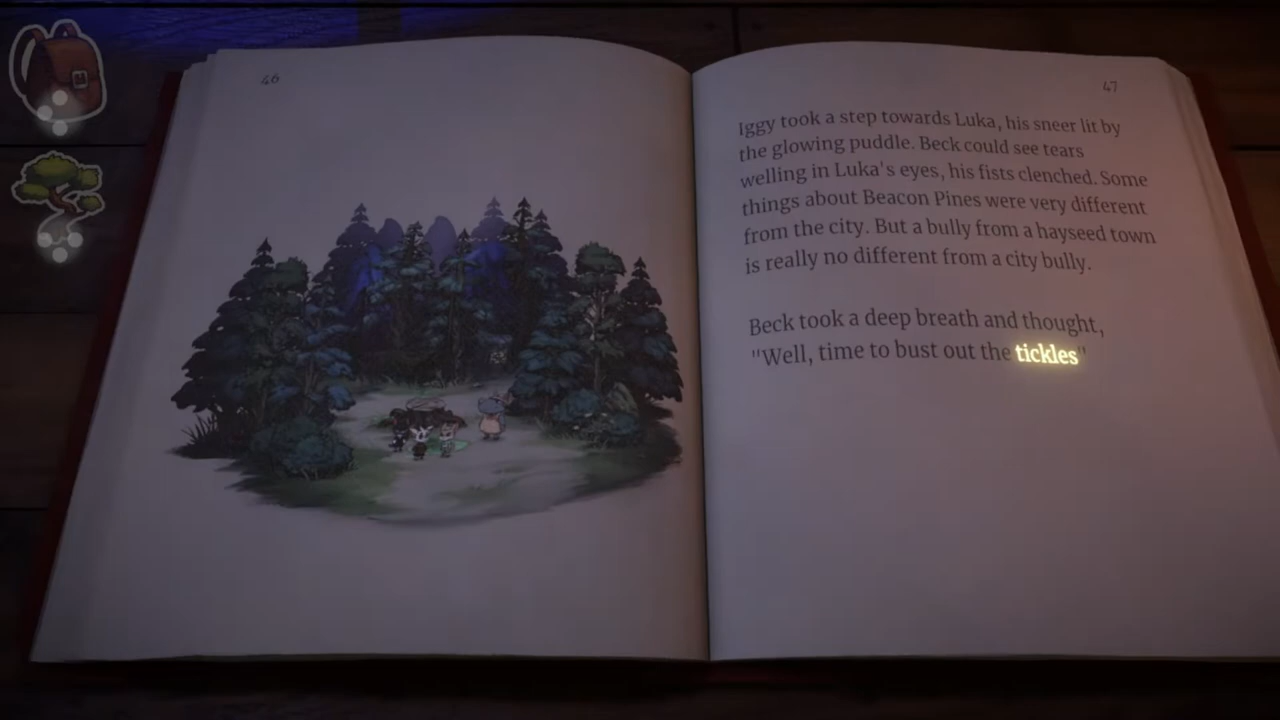 46
47
Iggy took a step towards Luka, his sneer lit by
the glowing puddle. Beck could see tears
welling in Luka's eyes, his fists clenched. Some
things about Beacon Pines were very different
from the city. But a bully from a hayseed town
is really no different from a city bully.
Beck took a deep breath and thought,
"Well, time to bust out the tickles"